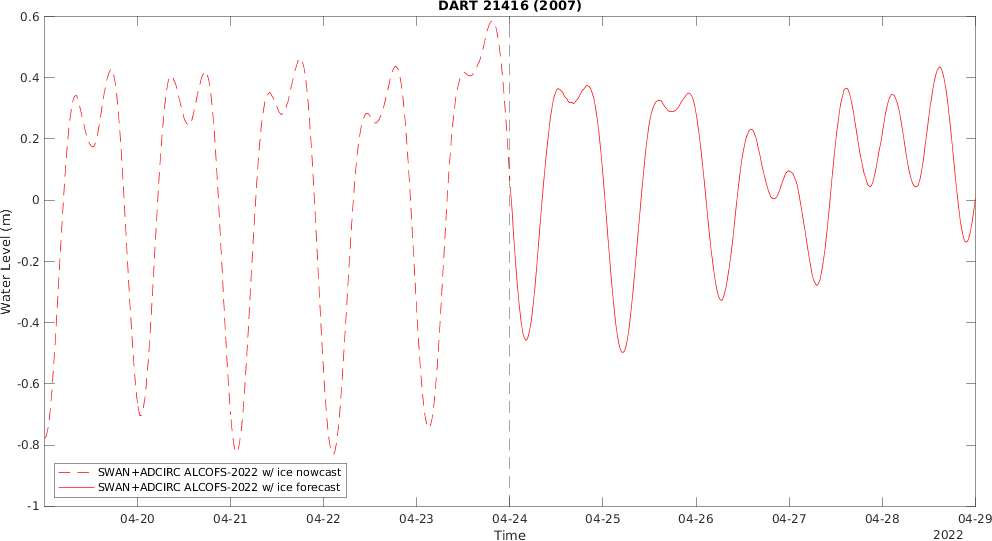 DART 21416 (2007)
0.6
0.4
0.2
0
-0.2
-0.4
-0.6
-0.8
-1
Water Level (m)
SWAN+ADCIRC ALCOFS-2022 w/ ice nowcast
SWAN+ADCIRC ALCOFS-2022 w/ ice forecast
04-20 04-21 04-22 04-23 04-24 04-25 04-26 04-27 04-28 04-29
Time
2022